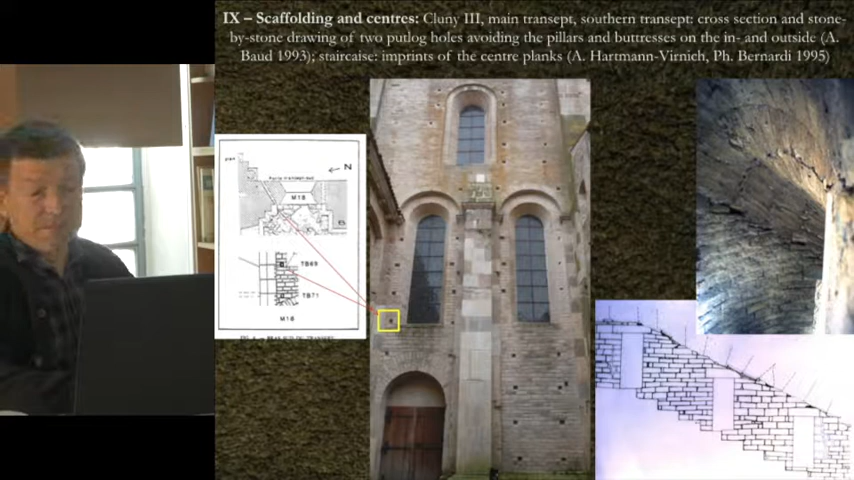 IX – Scaffolding and centres: Cluny III, main transept, southern transept: cross section and stone-
by-stone drawing of two putlog holes avoiding the pillars and buttresses on the in- and outside (A.
Baud 1993); staircaise: imprints of the centre planks (A. Hartmann-Virnich, Ph. Bernardi 1995)
N
M18
TB69
TB71
M18